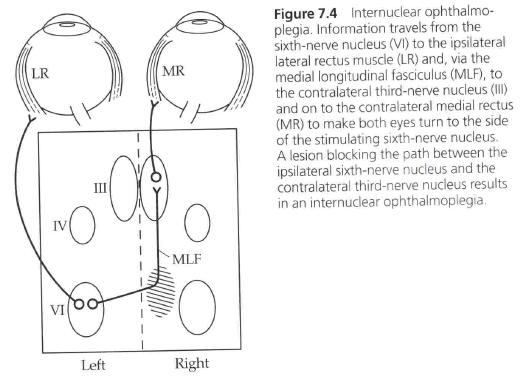 Figure 7.4 Internuclear ophthalmo-
plegia. Information travels from the
sixth-nerve nucleus (VI) to the ipsilateral
lateral rectus muscle (LR) and, via the
medial longitudinal fasciculus (MLF), to
the contralateral third-nerve nucleus (III)
and on to the contralateral medial rectus
(MR) to make both eyes turn to the side
of the stimulating sixth-nerve nucleus.
A lesion blocking the path between the
ipsilateral sixth-nerve nucleus and the
contralateral third-nerve nucleus results
in an internuclear ophthalmoplegia.
LR
MR
III
IV
MLF
VI
Left
Right